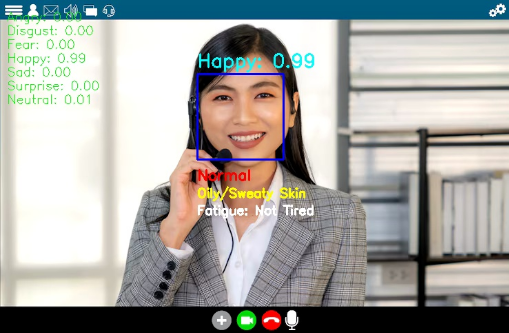 Angry: 0.00
Disgust: 0.00
Fear: 0.00
Happy: 0.99
Sad: 0.00
Surprise: 0.00
Neutral: 0.01
Happy: 0.99
Normal
Oily/Sweaty Skin
Fatigue: Not Tired